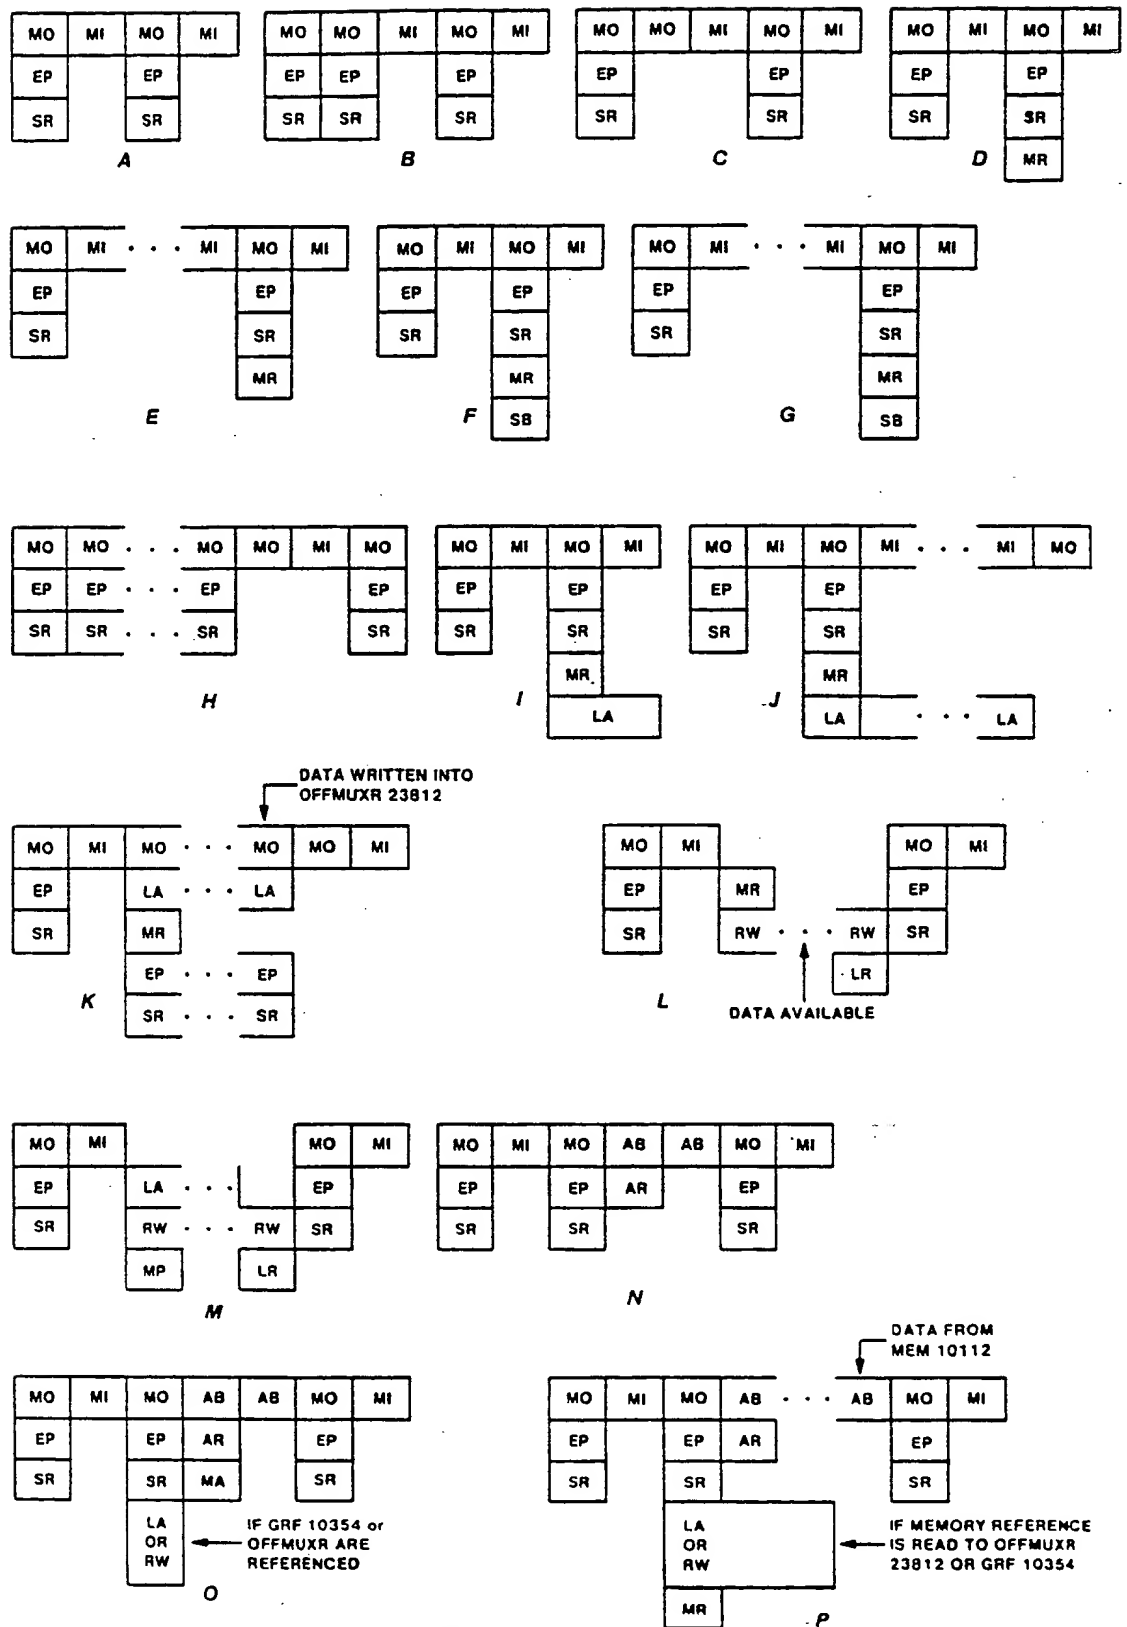 MO MI MO MI
EP EP
SR SR
A
MO MO MI MO MI
EP EP EP
SR SR SR
B
MO MO MI MO MI
EP EP
SR SR
C
MO MI MO MI
EP EP
SR SR
MR
D
MO MI · · · MI MO MI
EP EP
SR SR
MR
E
MO MI MO MI
EP EP
SR SR
MR
SB
F
MO MI · · · MI MO MI
EP EP
SR SR
MR
SB
G
MO MO · · · MO MO MI MO
EP EP · · · EP EP
SR SR · · · SR SR
H
MO MI MO MI
EP EP
SR SR
MR
LA
I
MO MI MO MI · · · MI MO
EP EP
SR SR
MR
LA · · · LA
J
DATA WRITTEN INTO
OFFMUXR 23812
MO MI MO · · · MO MO MI
EP LA · · · LA
SR MR
EP · · · EP
SR · · · SR
K
MO MI MO MI
EP MR EP
SR RW · · · RW SR
LR
DATA AVAILABLE
L
MO MI MO MI
EP LA · · · EP
SR RW · · · RW SR
MP LR
M
MO MI MO AB AB MO MI
EP EP AR EP
SR SR SR
N
MO MI MO AB AB MO MI
EP EP AR EP
SR SR MA SR
LA
OR
RW
IF GRF 10354 or
OFFMUXR ARE
REFERENCED
O
DATA FROM
MEM 10112
MO MI MO AB · · · AB MO MI
EP EP AR EP
SR SR SR
LA
OR
RW
IF MEMORY REFERENCE
IS READ TO OFFMUXR
23812 OR GRF 10354
MR
P